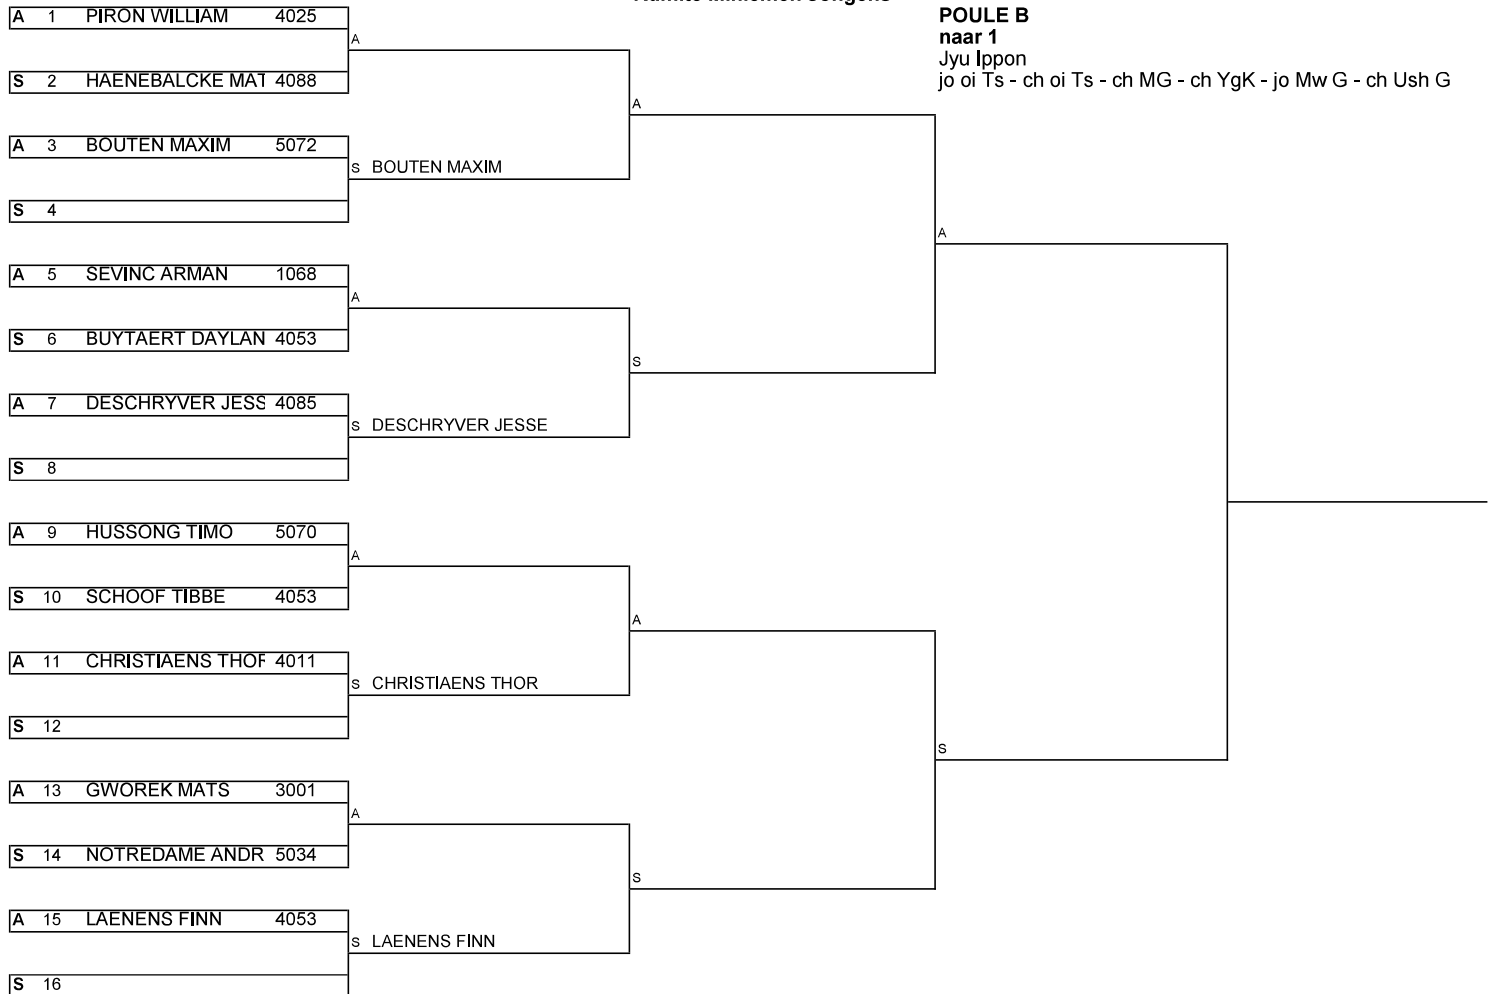 POULE B
naar 1
Jyu Ippon
jo oi Ts - ch oi Ts - ch MG - ch YgK - jo Mw G - ch Ush G
A 1 PIRON WILLIAM 4025
A
S 2 HAENEBALCKE MAT 4088
A
A 3 BOUTEN MAXIM 5072
S BOUTEN MAXIM
S 4
A
A 5 SEVINC ARMAN 1068
A
S 6 BUYTAERT DAYLAN 4053
S
A 7 DESCHRYVER JESS 4085
S DESCHRYVER JESSE
S 8
A 9 HUSSONG TIMO 5070
A
S 10 SCHOOF TIBBE 4053
A
A 11 CHRISTIAENS THOR 4011
S CHRISTIAENS THOR
S 12
S
A 13 GWOREK MATS 3001
A
S 14 NOTREDAME ANDR 5034
S
A 15 LAENENS FINN 4053
S LAENENS FINN
S 16